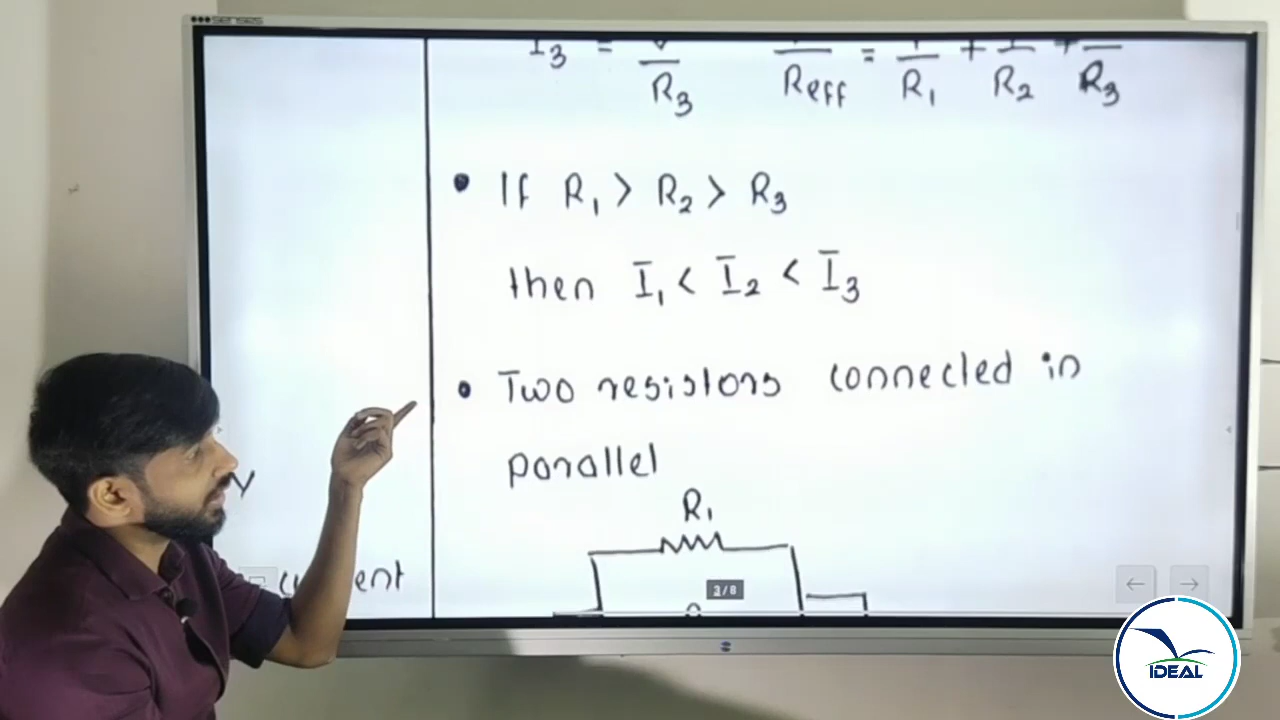 I3 = V/R3    1/Reff = 1/R1 + 1/R2 + 1/R3
• If R1 > R2 > R3
then I1 < I2 < I3
• Two resistors connected in
parallel
R1
3/8
IDEAL